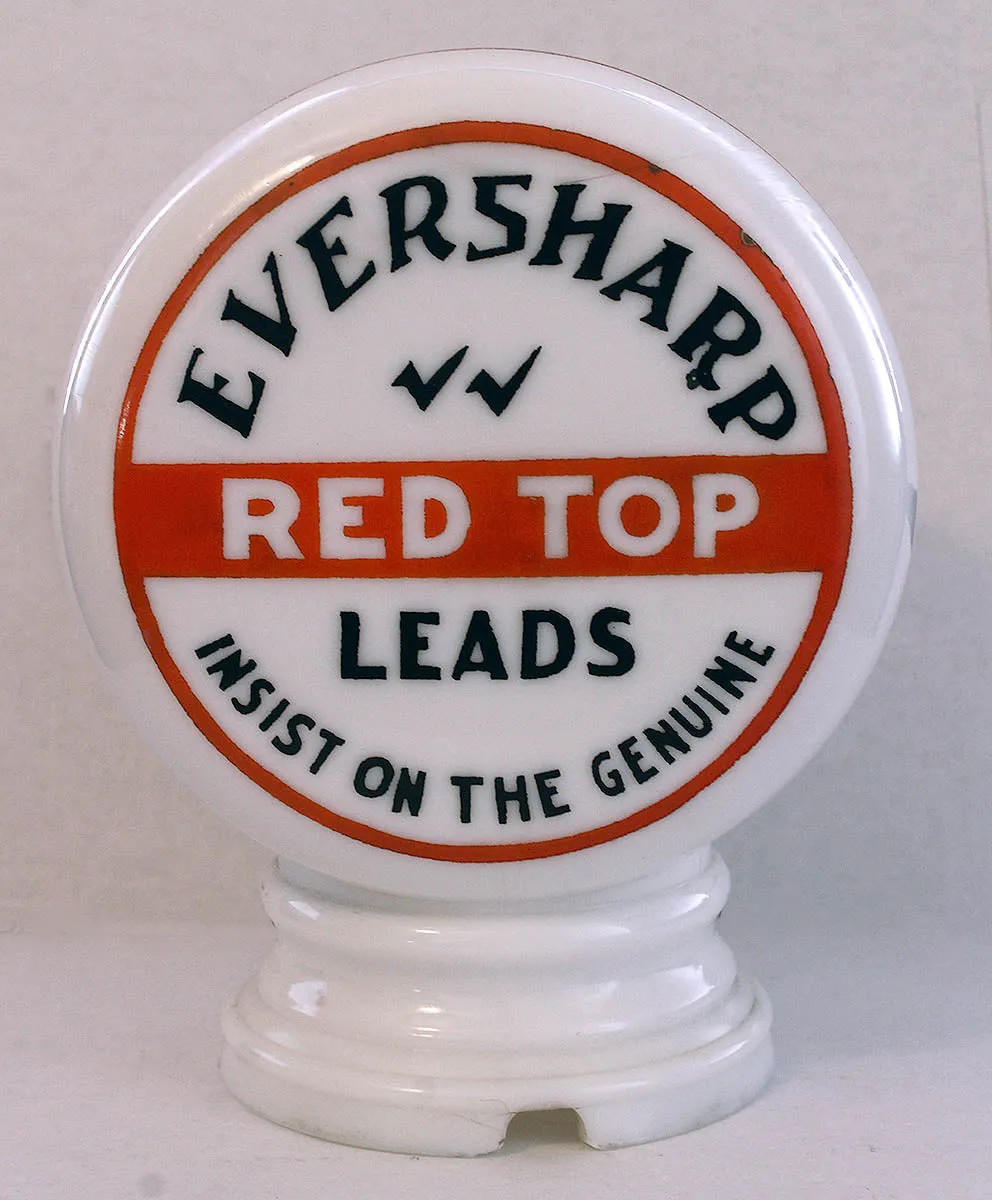 EVERSHARP
RED TOP
LEADS
INSIST ON THE GENUINE